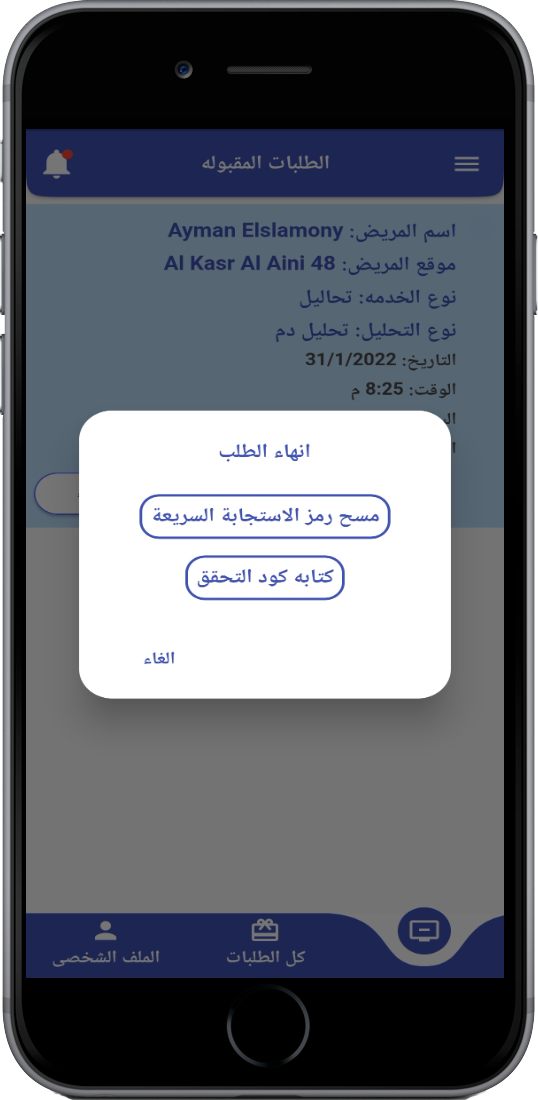 الطلبات المقبوله
اسم المريض: Ayman Elslamony
موقع المريض: Al Kasr Al Aini 48
نوع الخدمه: تحاليل
نوع التحليل: تحليل دم
التاريخ: 31/1/2022
الوقت: 8:25 م
انهاء الطلب
مسح رمز الاستجابة السريعة
كتابه كود التحقق
الغاء
كل الطلبات
الملف الشخصى